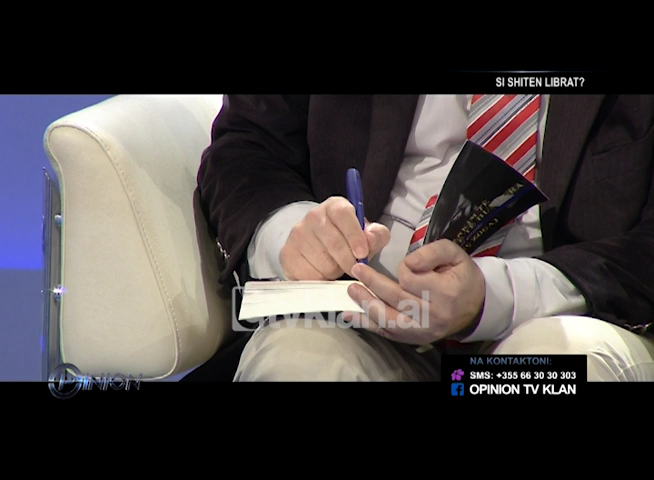 SI SHITEN LIBRAT?
tvklan.al
OPINION
NA KONTAKTONI:
SMS: +355 66 30 30 303
OPINION TV KLAN